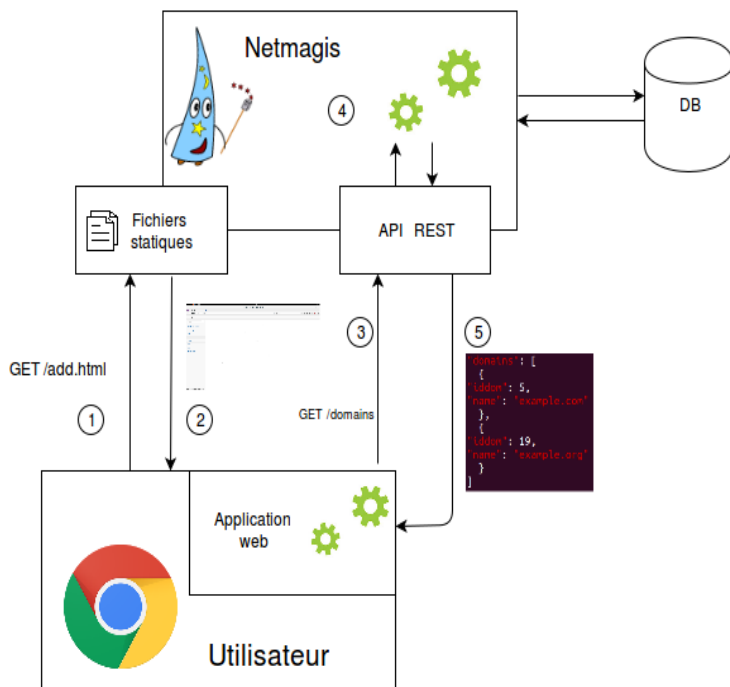 Netmagis
4
DB
Fichiers
statiques
API REST
3
5
GET /add.html
1
2
GET /domains
"domains": [
{
"iddom": 5,
"name": "example.com"
},
{
"iddom": 19,
"name": "example.org"
}
]
Application
web
Utilisateur